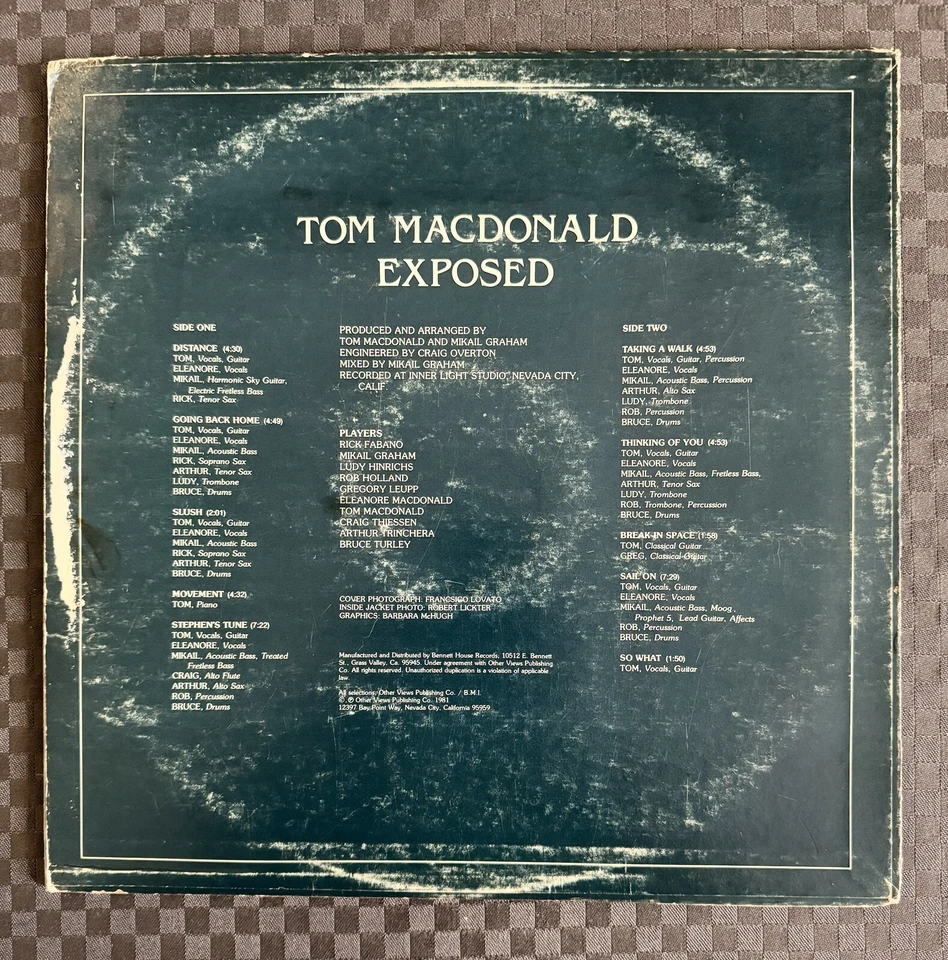 TOM MACDONALD
EXPOSED
SIDE ONE
DISTANCE (4:30)
TOM, Vocals, Guitar
ELEANORE, Vocals
MIKAIL, Harmonic Sky Guitar,
Electric Fretless Bass
RICK, Tenor Sax
GOING BACK HOME (4:49)
TOM, Vocals, Guitar
ELEANORE, Vocals
MIKAIL, Acoustic Bass
RICK, Soprano Sax
ARTHUR, Tenor Sax
LUDY, Trombone
BRUCE, Drums
SLUSH (2:01)
TOM, Vocals, Guitar
ELEANORE, Vocals
MIKAIL, Acoustic Bass
RICK, Soprano Sax
ARTHUR, Tenor Sax
BRUCE, Drums
MOVEMENT (4:32)
TOM, Piano
STEPHEN'S TUNE (7:22)
TOM, Vocals, Guitar
ELEANORE, Vocals
MIKAIL, Acoustic Bass, Treated
Fretless Bass
CRAIG, Alto Flute
ARTHUR, Alto Sax
ROB, Percussion
BRUCE, Drums
PRODUCED AND ARRANGED BY
TOM MACDONALD AND MIKAIL GRAHAM
ENGINEERED BY CRAIG OVERTON
MIXED BY MIKAIL GRAHAM
RECORDED AT INNER LIGHT STUDIO, NEVADA CITY,
CALIF.
PLAYERS
RICK FABANO
MIKAIL GRAHAM
LUDY HINRICHS
ROB HOLLAND
GREGORY LEUPP
ELEANORE MACDONALD
TOM MACDONALD
CRAIG THIESSEN
ARTHUR TRINCHERA
BRUCE TURLEY
COVER PHOTOGRAPH: FRANCSICO LOVATO
INSIDE JACKET PHOTO: ROBERT LICKTER
GRAPHICS: BARBARA McHUGH
Manufactured and Distributed by Bennett House Records, 10512 E. Bennett
St., Grass Valley, Ca. 95945. Under agreement with Other Views Publishing
Co. All rights reserved. Unauthorized duplication is a violation of applicable
law.
All selections, Other Views Publishing Co. / B.M.I.
©, ℗ Other Views Publishing Co. 1981
12397 Bay Point Way, Nevada City, California 95959
SIDE TWO
TAKING A WALK (4:53)
TOM, Vocals, Guitar, Percussion
ELEANORE, Vocals
MIKAIL, Acoustic Bass, Percussion
ARTHUR, Alto Sax
LUDY, Trombone
ROB, Percussion
BRUCE, Drums
THINKING OF YOU (4:53)
TOM, Vocals, Guitar
ELEANORE, Vocals
MIKAIL, Acoustic Bass, Fretless Bass,
ARTHUR, Tenor Sax
LUDY, Trombone
ROB, Trombone, Percussion
BRUCE, Drums
BREAK IN SPACE (1:58)
TOM, Classical Guitar
GREG, Classical Guitar
SAIL ON (7:29)
TOM, Vocals, Guitar
ELEANORE, Vocals
MIKAIL, Acoustic Bass, Moog,
Prophet 5, Lead Guitar, Affects
ROB, Percussion
BRUCE, Drums
SO WHAT (1:50)
TOM, Vocals, Guitar